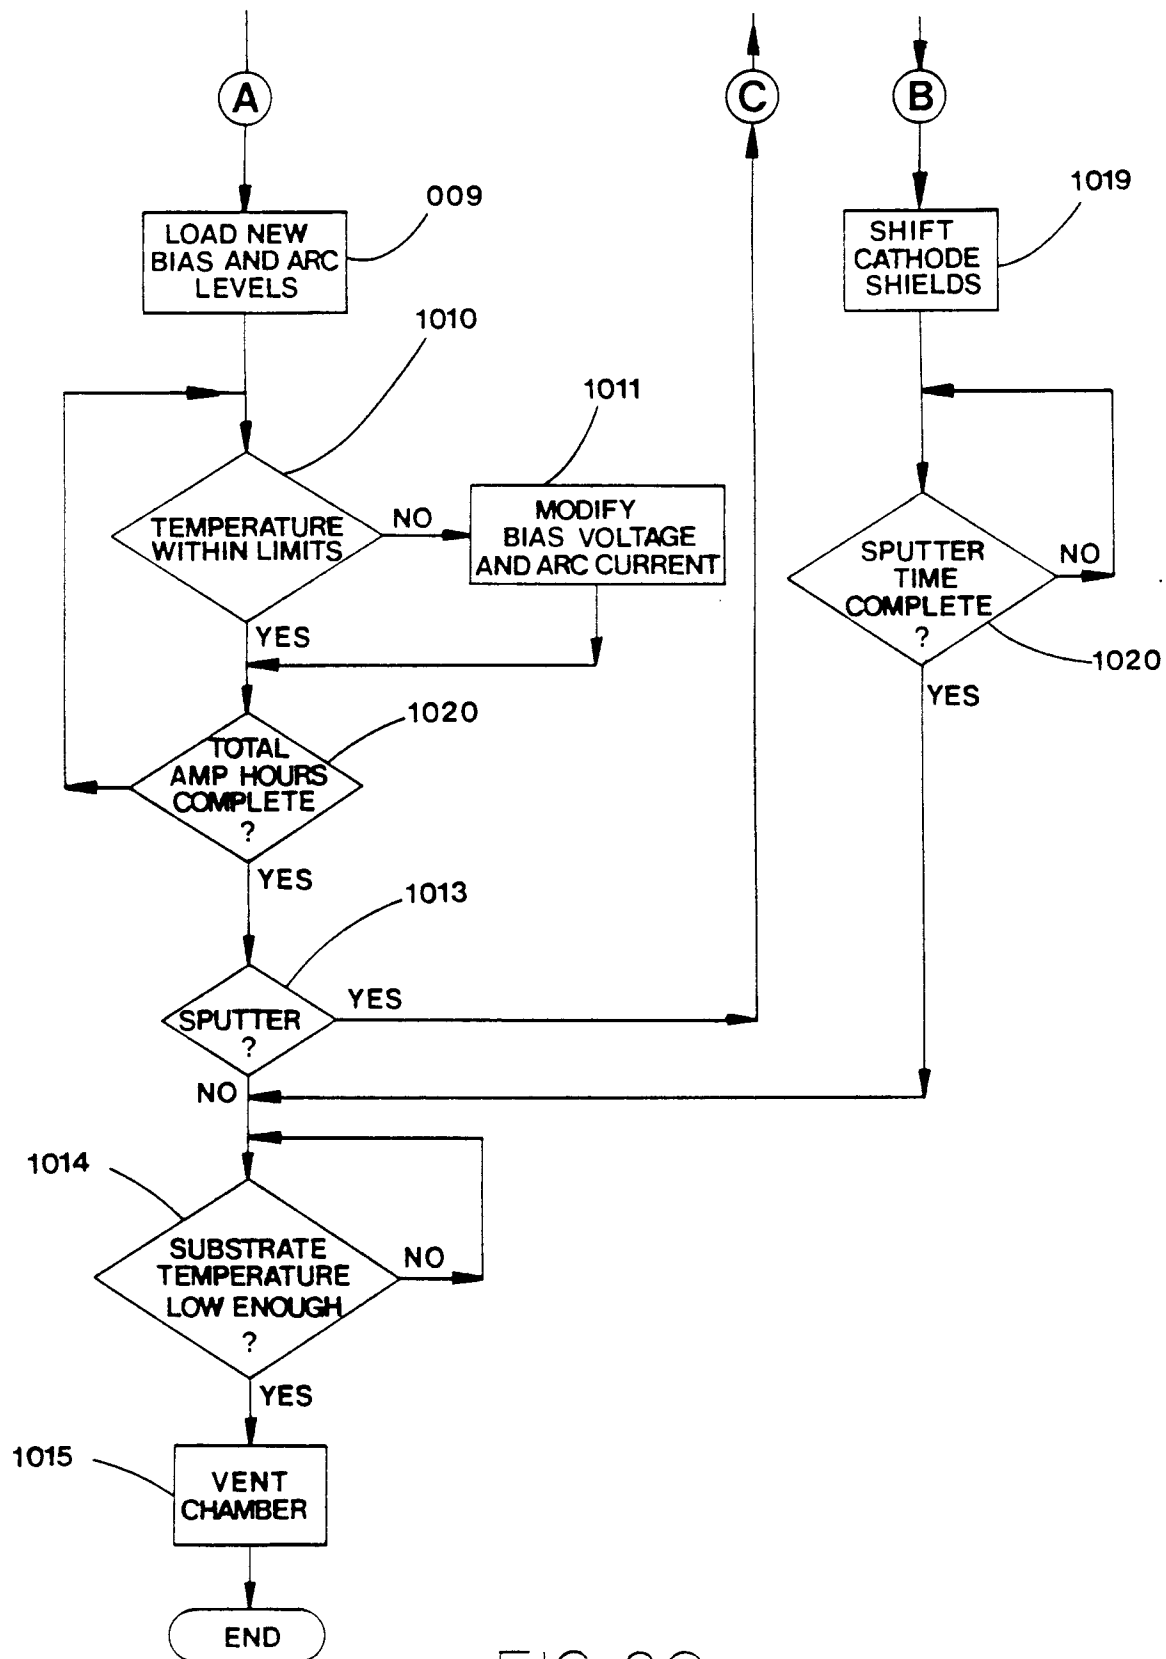 A
C
B
009
LOAD NEW
BIAS AND ARC
LEVELS
1019
SHIFT
CATHODE
SHIELDS
1010
TEMPERATURE
WITHIN LIMITS
NO
YES
1011
MODIFY
BIAS VOLTAGE
AND ARC CURRENT
SPUTTER
TIME
COMPLETE
?
NO
1020
YES
1020
TOTAL
AMP HOURS
COMPLETE
?
YES
1013
SPUTTER
?
YES
NO
1014
SUBSTRATE
TEMPERATURE
LOW ENOUGH
?
NO
YES
1015
VENT
CHAMBER
END